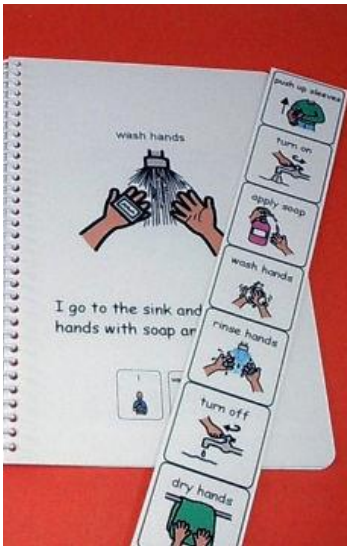 wash hands
I go to the sink and
hands with soap an
I
push up sleeves
turn on
apply soap
wash hands
rinse hands
turn off
dry hands